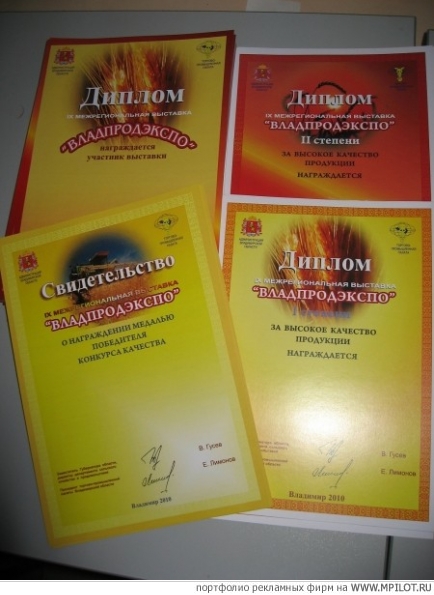 Диплом
IX МЕЖРЕГИОНАЛЬНАЯ ВЫСТАВКА
"ВЛАДПРОДЭКСПО"
награждается
участник выставки
Диплом
IX МЕЖРЕГИОНАЛЬНАЯ ВЫСТАВКА
"ВЛАДПРОДЭКСПО"
II степени
ЗА ВЫСОКОЕ КАЧЕСТВО
ПРОДУКЦИИ
НАГРАЖДАЕТСЯ
Свидетельство
IX МЕЖРЕГИОНАЛЬНАЯ ВЫСТАВКА
"ВЛАДПРОДЭКСПО"
О НАГРАЖДЕНИИ МЕДАЛЬЮ
ПОБЕДИТЕЛЯ
КОНКУРСА КАЧЕСТВА
В. Гусев
Е. Лимонов
Владимир 2010
Диплом
IX МЕЖРЕГИОНАЛЬНАЯ ВЫСТАВКА
"ВЛАДПРОДЭКСПО"
ЗА ВЫСОКОЕ КАЧЕСТВО
ПРОДУКЦИИ
НАГРАЖДАЕТСЯ
В. Гусев
Е. Лимонов
Владимир 2010
портфолио рекламных фирм на WWW.MPILOT.RU